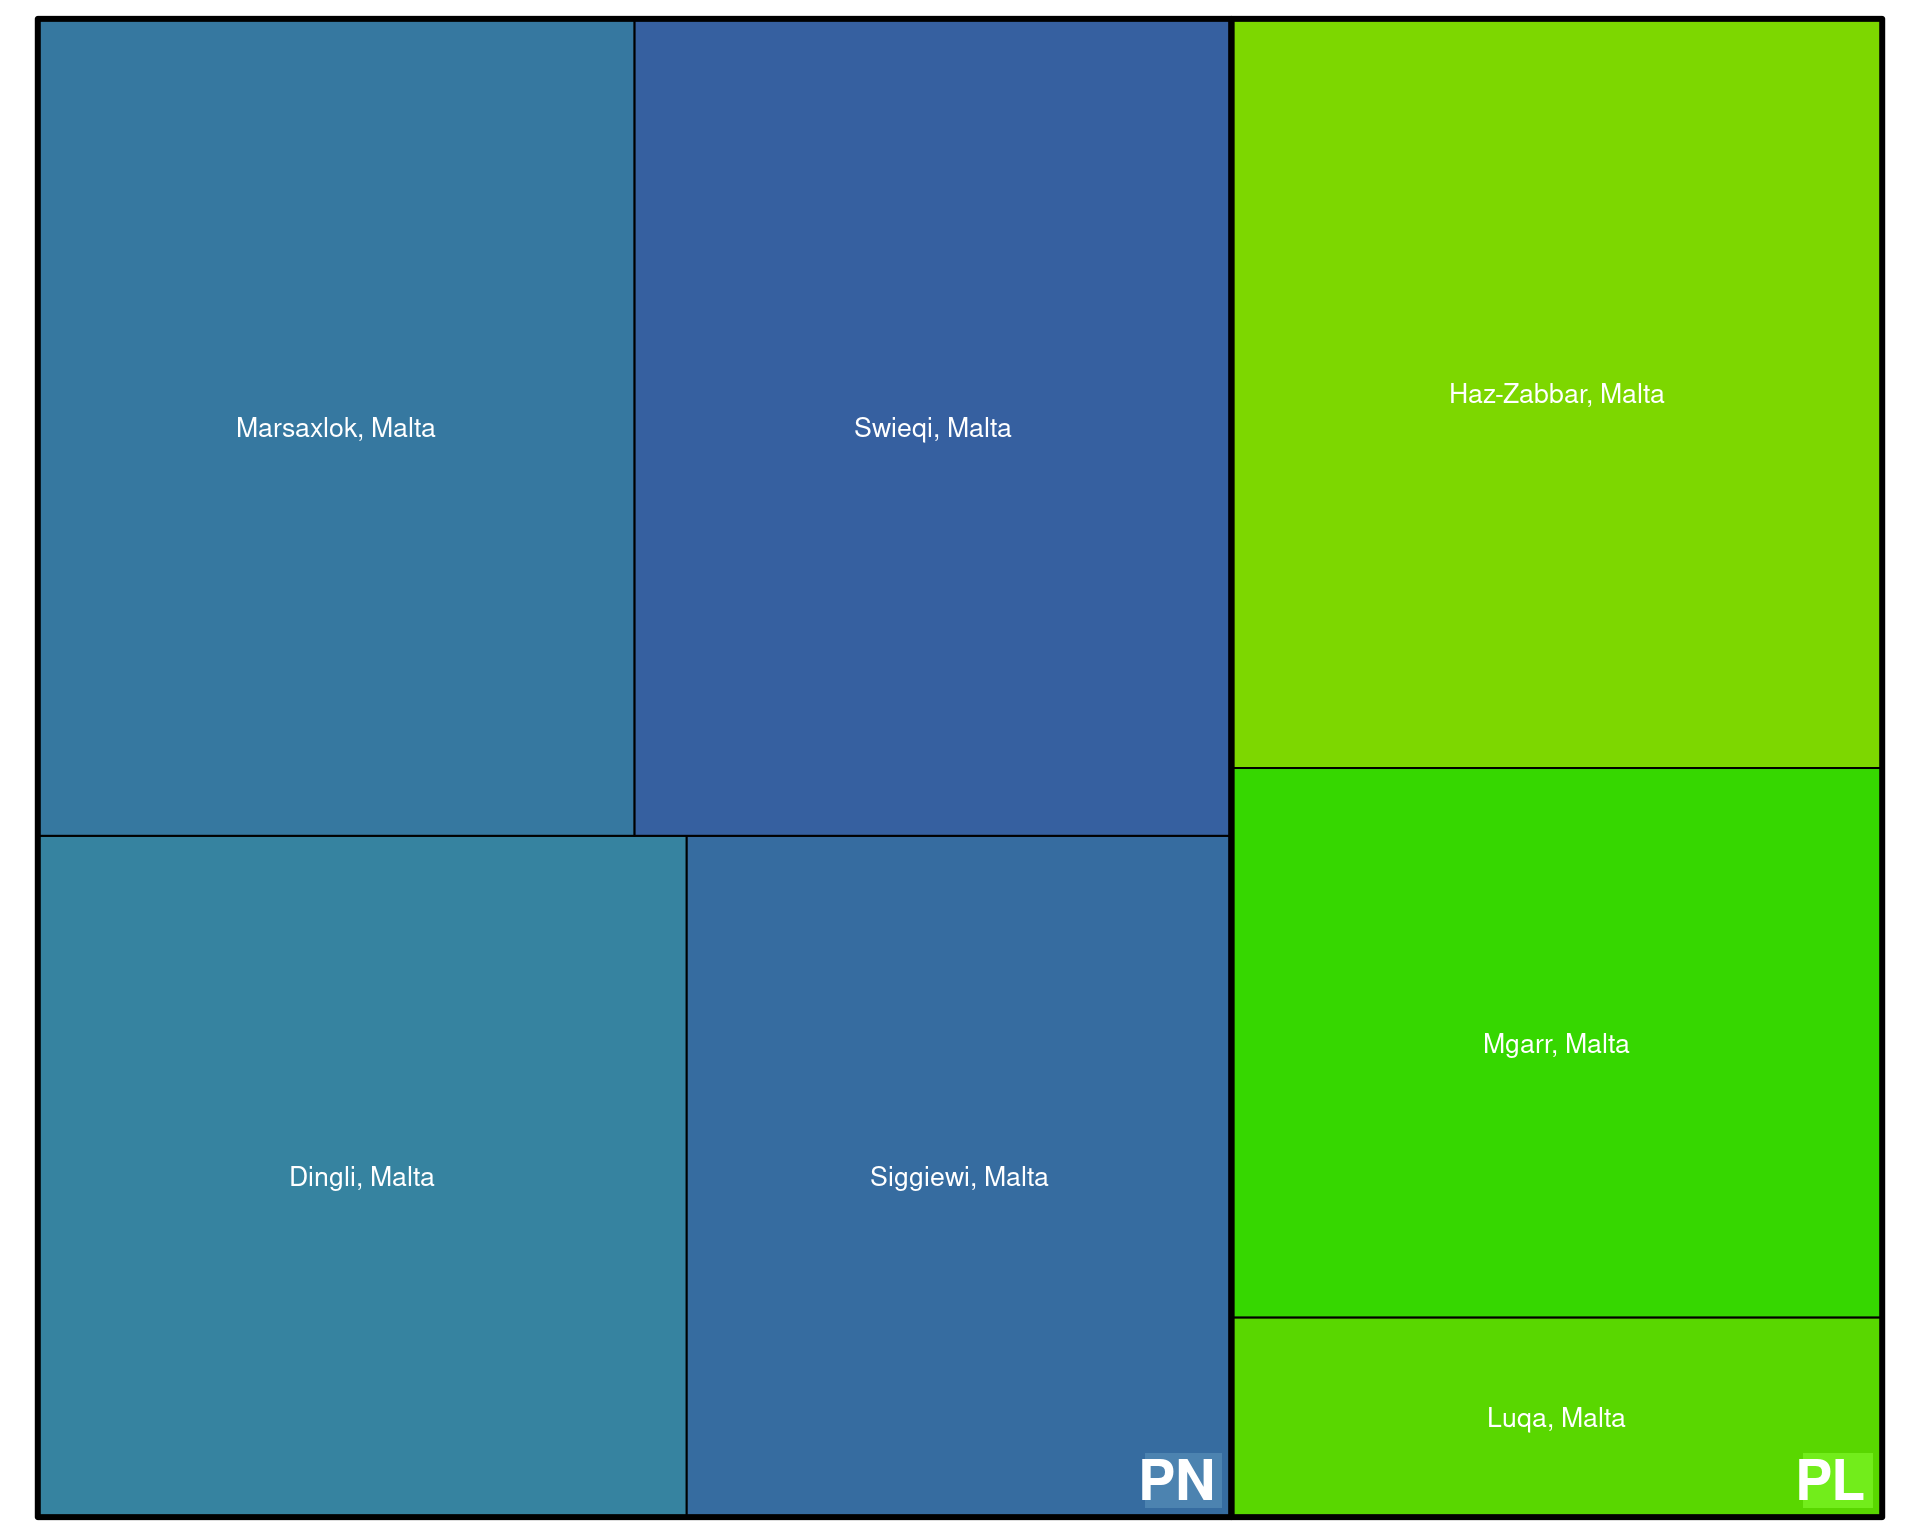 Marsaxlok, Malta
Swieqi, Malta
Haz-Zabbar, Malta
Mgarr, Malta
Dingli, Malta
Siggiewi, Malta
Luqa, Malta
PN
PL